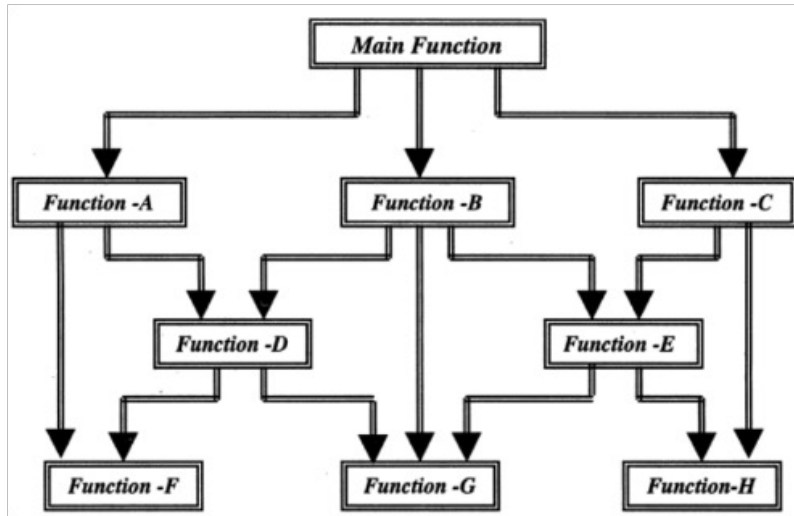 Main Function
Function -A
Function -B
Function -C
Function -D
Function -E
Function -F
Function -G
Function-H